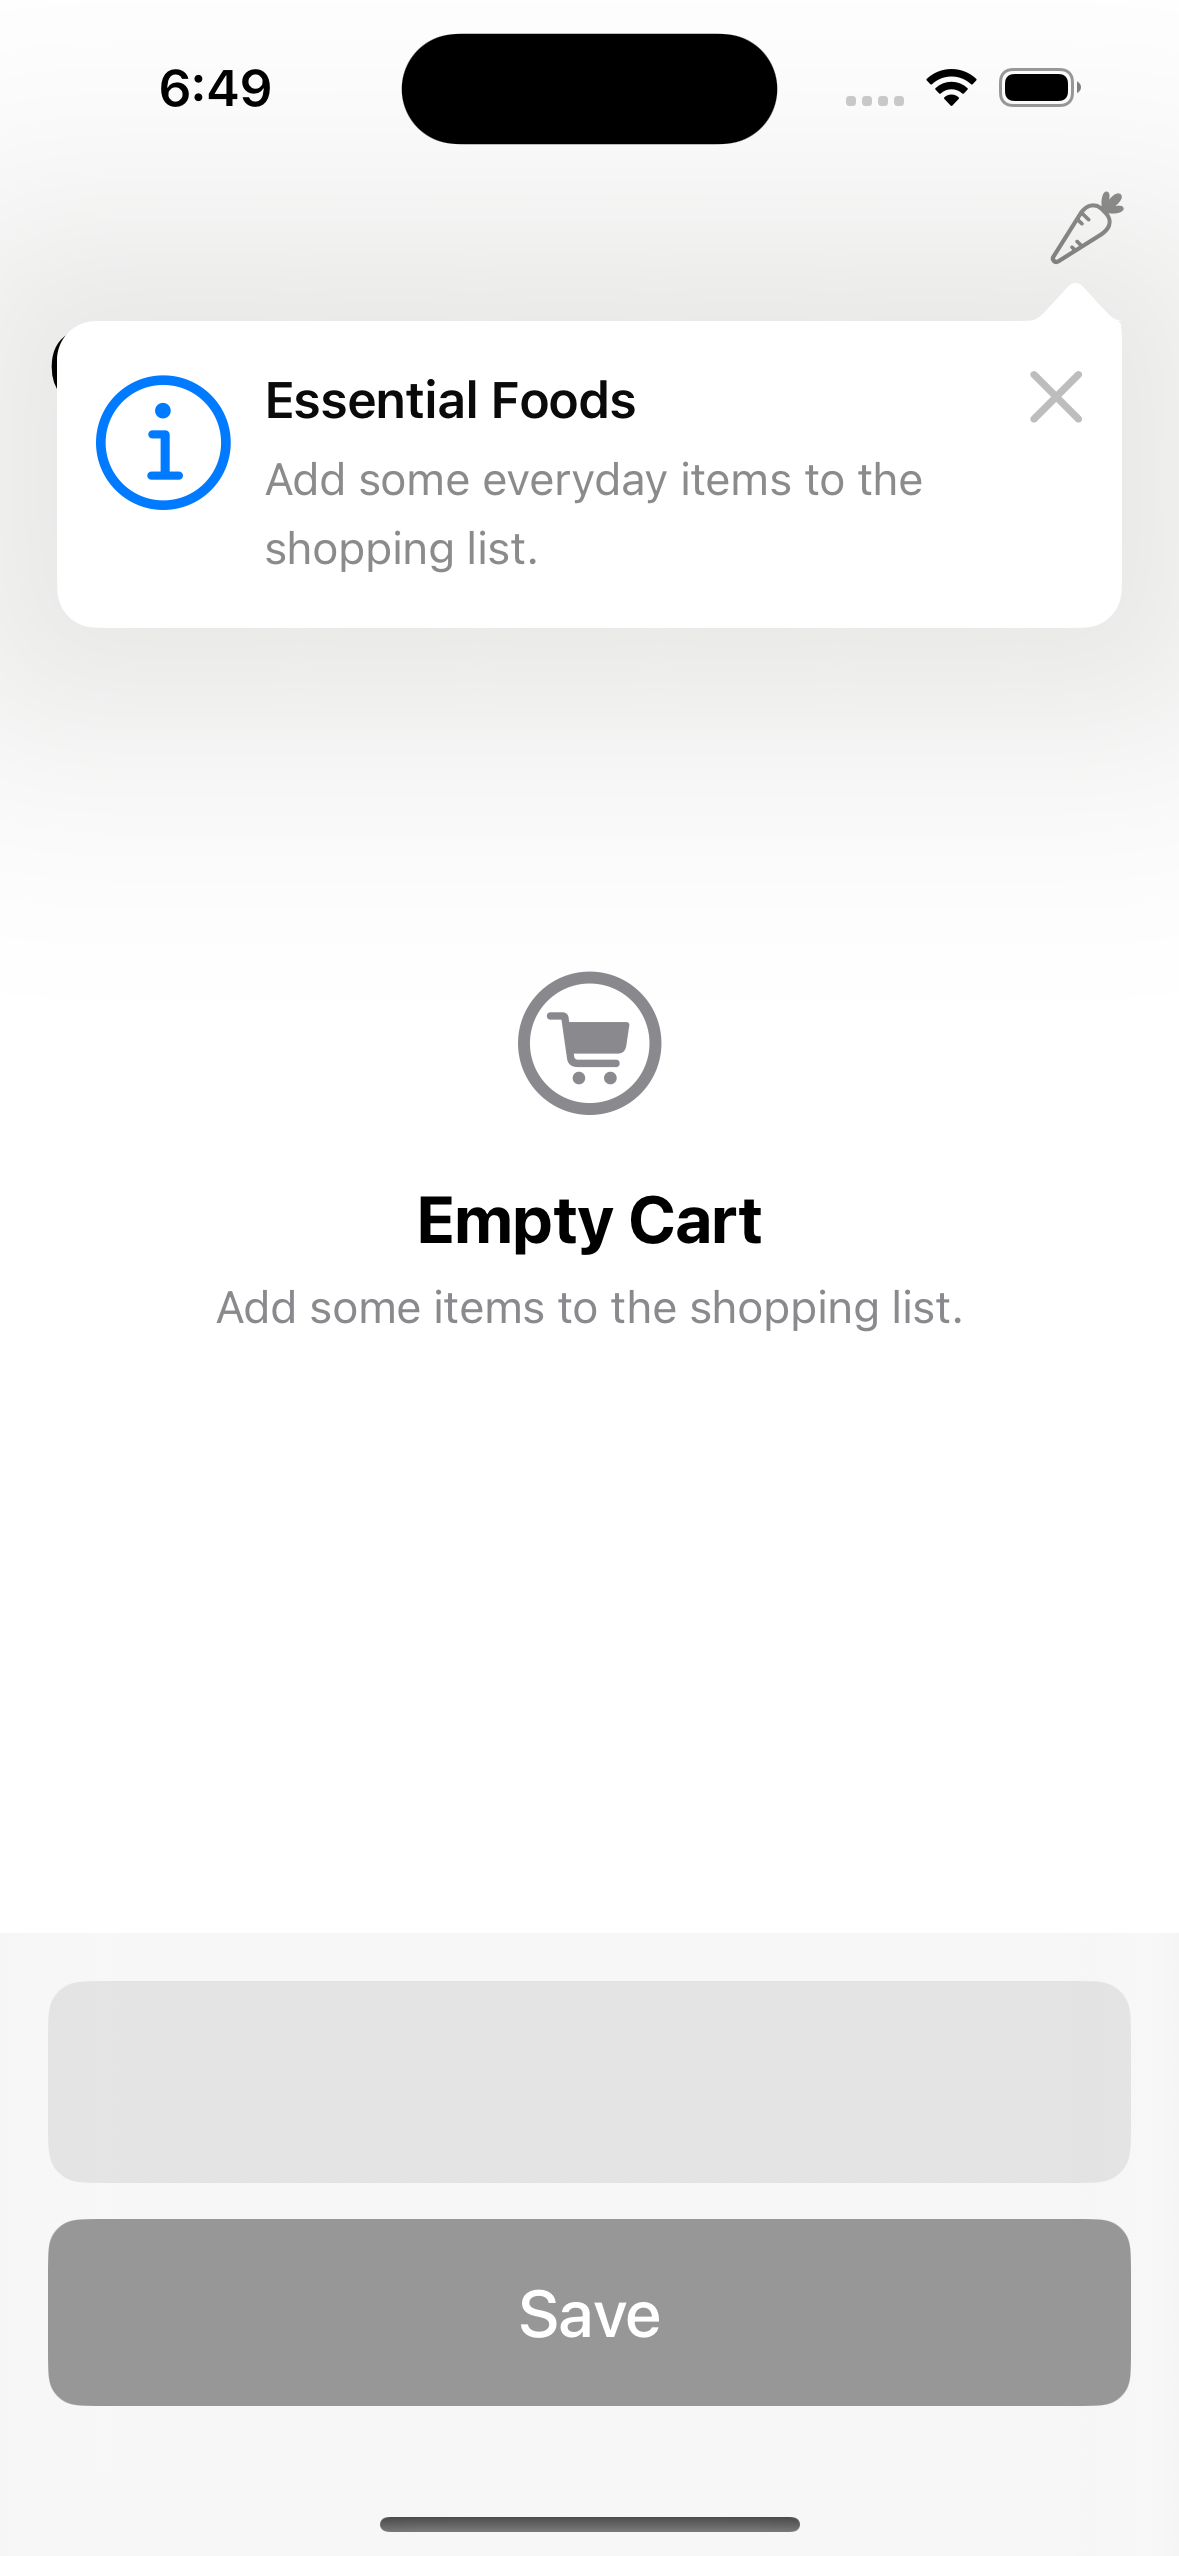 6:49
Essential Foods
Add some everyday items to the
shopping list.
Empty Cart
Add some items to the shopping list.
Save